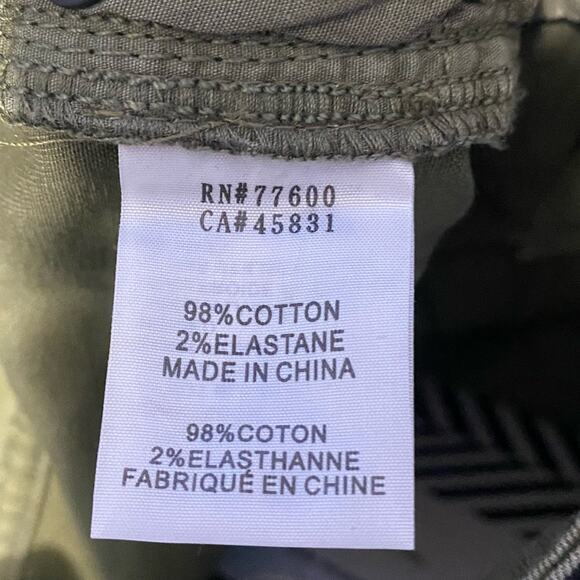 RN#77600
CA#45831
98%COTTON
2%ELASTANE
MADE IN CHINA
98%COTON
2%ELASTHANNE
FABRIQUÉ EN CHINE